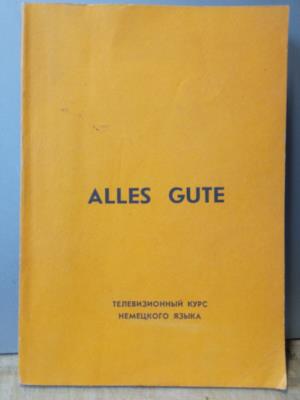 ALLES GUTE
ТЕЛЕВИЗИОННЫЙ КУРС
НЕМЕЦКОГО ЯЗЫКА